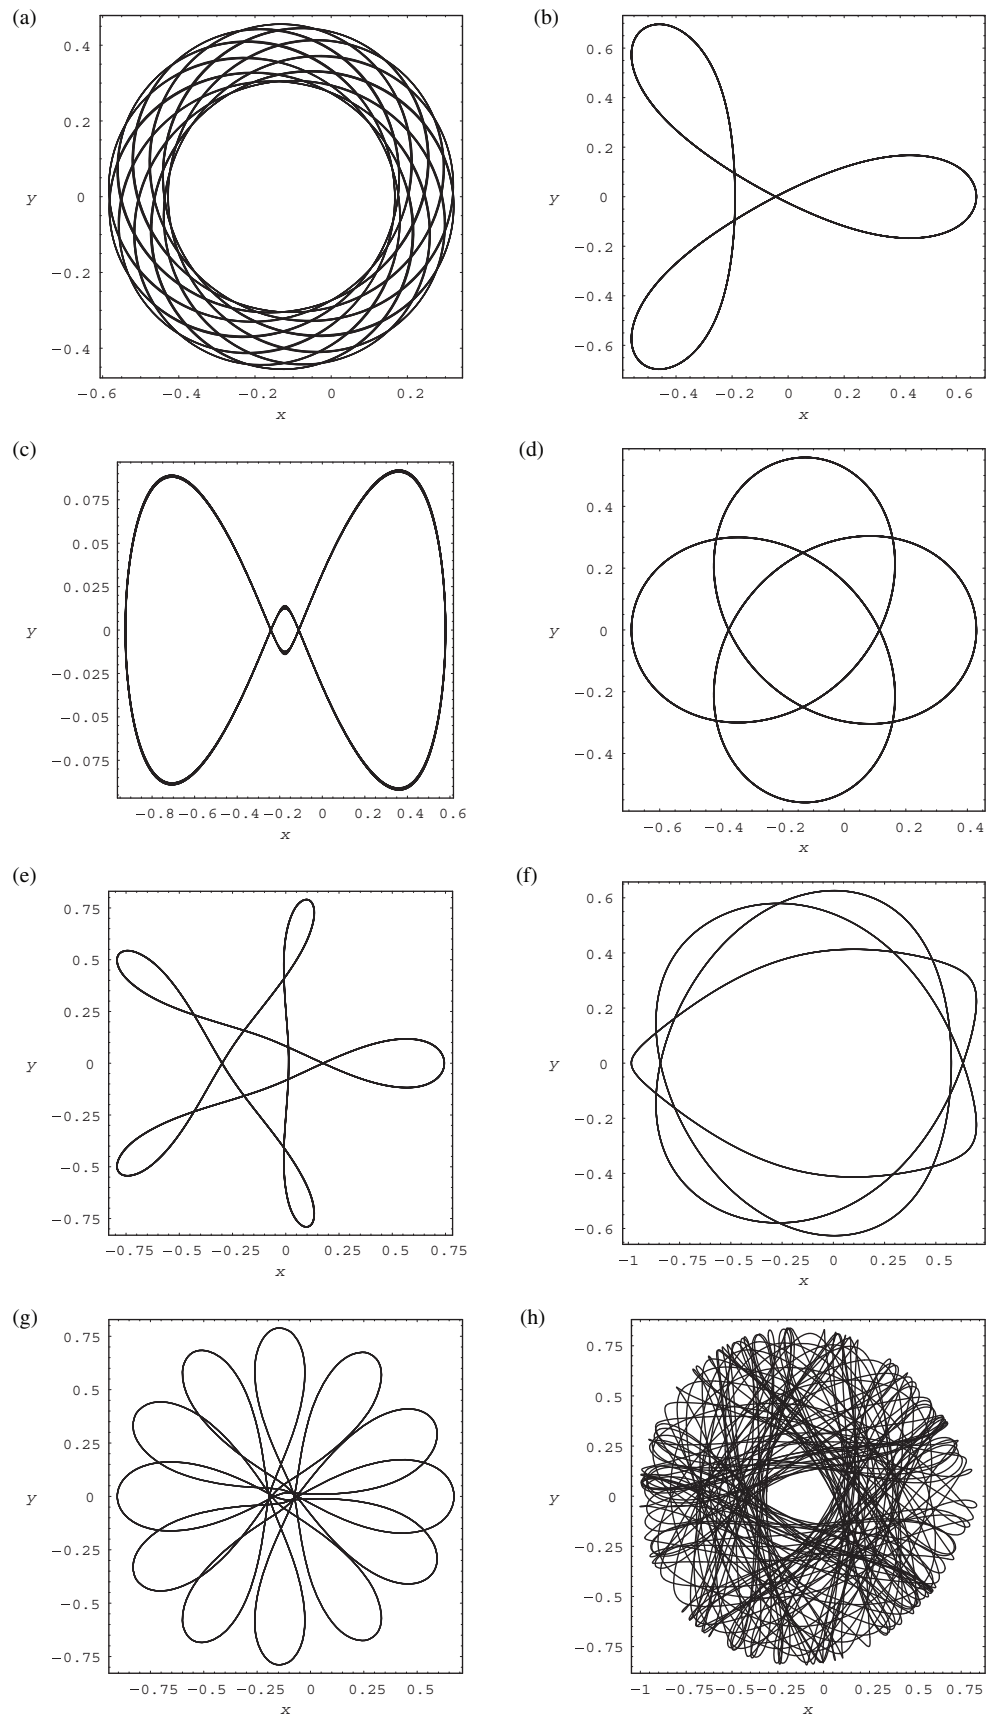 (a)
0.4
0.2
y 0
−0.2
−0.4
−0.6 −0.4 −0.2 0 0.2
x
(b)
0.6
0.4
0.2
y 0
−0.2
−0.4
−0.6
−0.4 −0.2 0 0.2 0.4 0.6
x
(c)
0.075
0.05
0.025
y 0
−0.025
−0.05
−0.075
−0.8 −0.6 −0.4 −0.2 0 0.2 0.4 0.6
x
(d)
0.4
0.2
y 0
−0.2
−0.4
−0.6 −0.4 −0.2 0 0.2 0.4
x
(e)
0.75
0.5
0.25
y 0
−0.25
−0.5
−0.75
−0.75 −0.5 −0.25 0 0.25 0.5 0.75
x
(f)
0.6
0.4
0.2
y 0
−0.2
−0.4
−0.6
−1 −0.75 −0.5 −0.25 0 0.25 0.5
x
(g)
0.75
0.5
0.25
y 0
−0.25
−0.5
−0.75
−0.75 −0.5 −0.25 0 0.25 0.5
x
(h)
0.75
0.5
0.25
y 0
−0.25
−0.5
−0.75
−1 −0.75 −0.5 −0.25 0 0.25 0.5 0.75
x